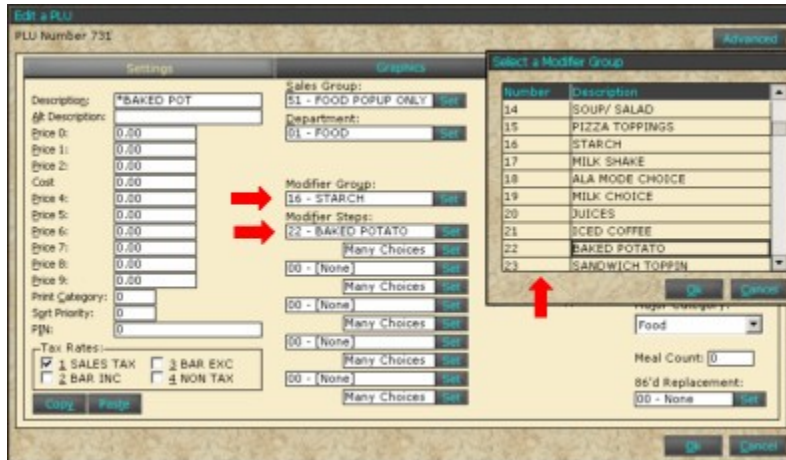 Edit a PLU
PLU Number 731
Advanced
Settings
Graphics
Description: *BAKED POT
Alt Description:
Price 0: 0.00
Price 1: 0.00
Price 2: 0.00
Cost 0.00
Price 4: 0.00
Price 5: 0.00
Price 6: 0.00
Price 7: 0.00
Price 8: 0.00
Price 9: 0.00
Print Category: 0
Sort Priority: 0
PIN: 0
Tax Rates:
1 SALES TAX 3 BAR EXC
2 BAR INC 4 NON TAX
Copy Paste
Sales Group:
51 - FOOD POPUP ONLY Set
Department:
01 - FOOD Set
Modifier Group:
16 - STARCH Set
Modifier Steps:
22 - BAKED POTATO Set
Many Choices Set
00 - [None] Set
Many Choices Set
00 - [None] Set
Many Choices Set
00 - [None] Set
Many Choices Set
00 - [None] Set
Many Choices Set
Select a Modifier Group
Number Description
14 SOUP/ SALAD
15 PIZZA TOPPINGS
16 STARCH
17 MILK SHAKE
18 ALA MODE CHOICE
19 MILK CHOICE
20 JUICES
21 ICED COFFEE
22 BAKED POTATO
23 SANDWICH TOPPIN
Ok Cancel
Major Category:
Food
Meal Count: 0
86'd Replacement:
00 - None Set
Ok Cancel